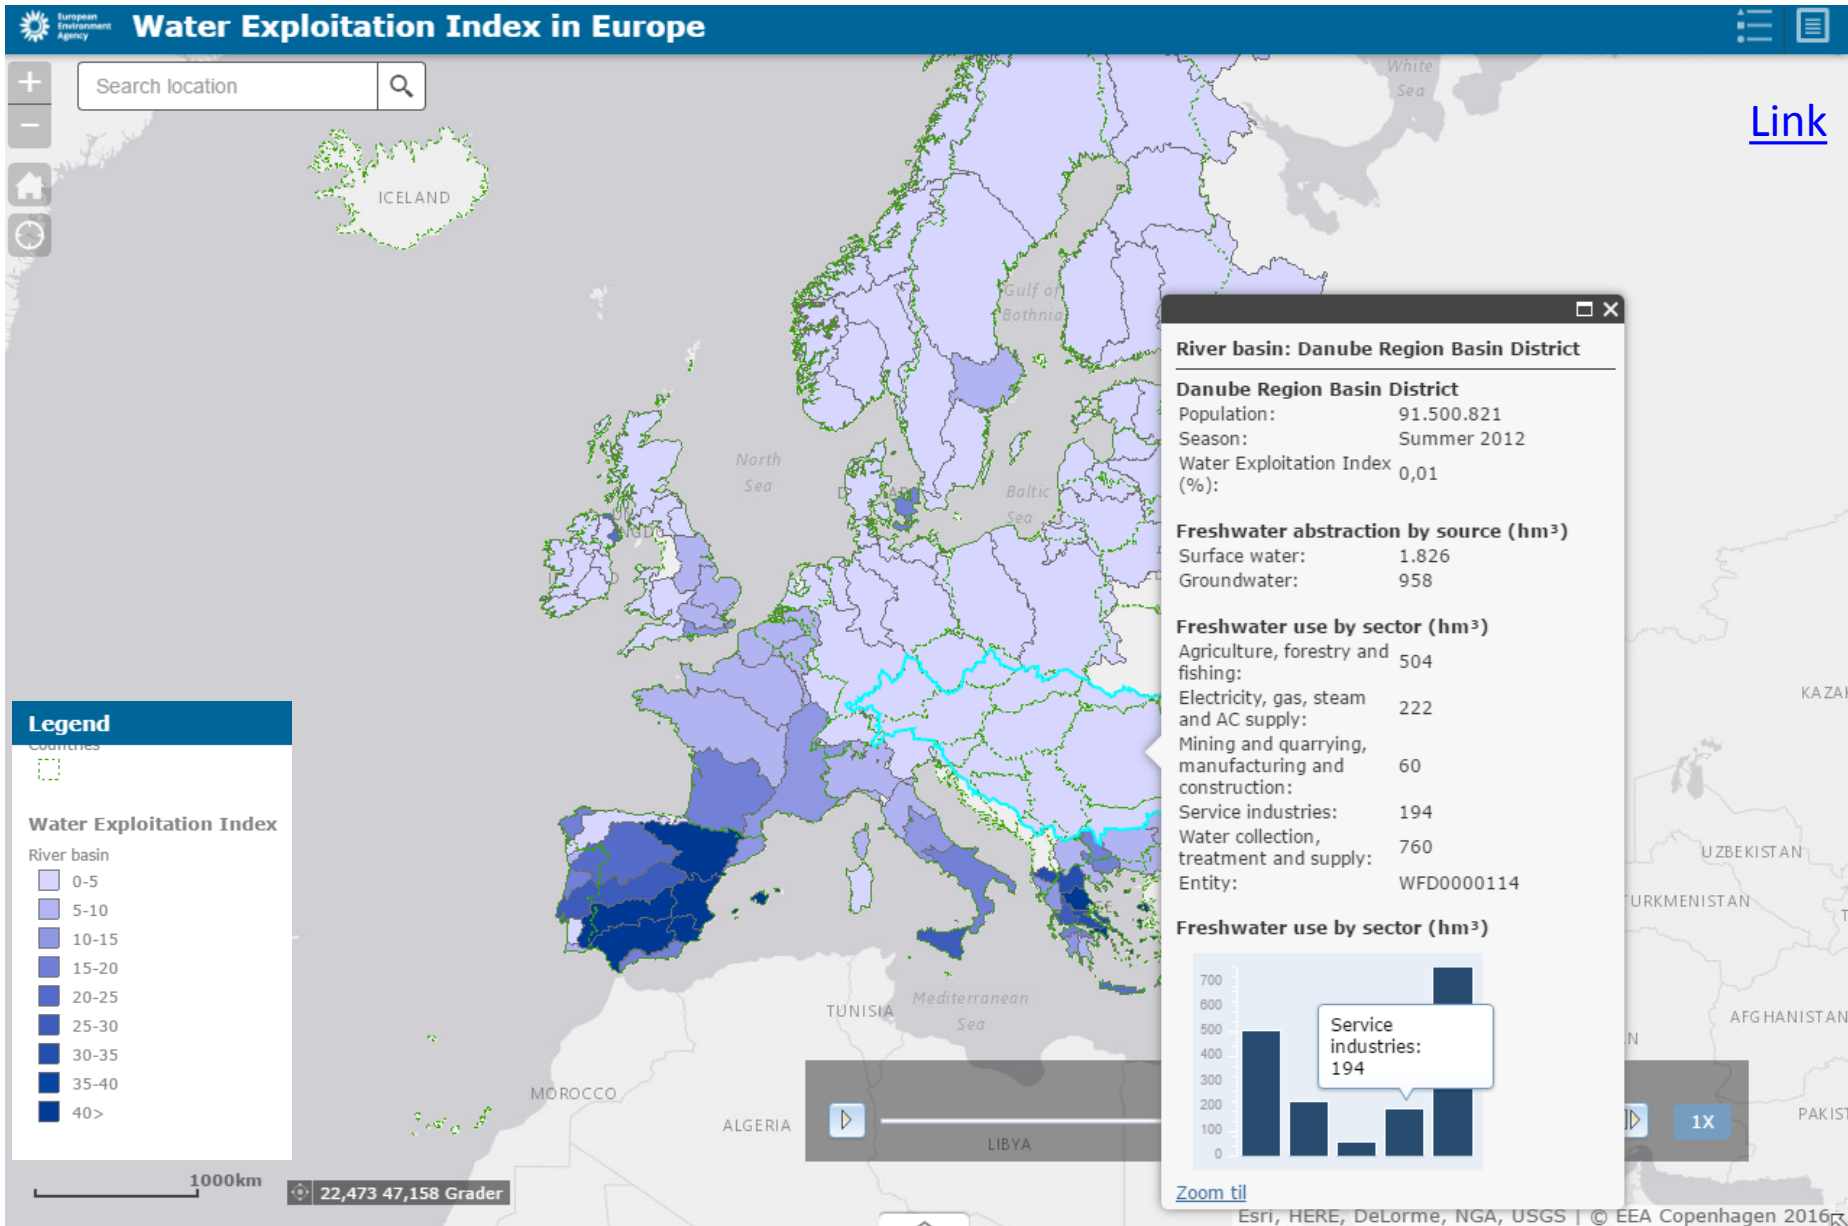 European
Environment
Agency
Water Exploitation Index in Europe
Search location
Link
White
Sea
ICELAND
Gulf of
Bothnia
North
Sea
Baltic
Sea
River basin: Danube Region Basin District
Danube Region Basin District
Population: 91.500.821
Season: Summer 2012
Water Exploitation Index
(%): 0,01
Freshwater abstraction by source (hm³)
Surface water: 1.826
Groundwater: 958
Freshwater use by sector (hm³)
Agriculture, forestry and
fishing: 504
Electricity, gas, steam
and AC supply: 222
Mining and quarrying,
manufacturing and
construction: 60
Service industries: 194
Water collection,
treatment and supply: 760
Entity: WFD0000114
Freshwater use by sector (hm³)
700
600
500
400
300
200
100
0
Service
industries:
194
Zoom til
Legend
Countries
Water Exploitation Index
River basin
0-5
5-10
10-15
15-20
20-25
25-30
30-35
35-40
40>
KAZA
UZBEKISTAN
TURKMENISTAN
AFGHANISTAN
PAKIST
TUNISIA
Mediterranean
Sea
MOROCCO
ALGERIA
LIBYA
1X
1000km
22,473 47,158 Grader
Esri, HERE, DeLorme, NGA, USGS | © EEA Copenhagen 2016